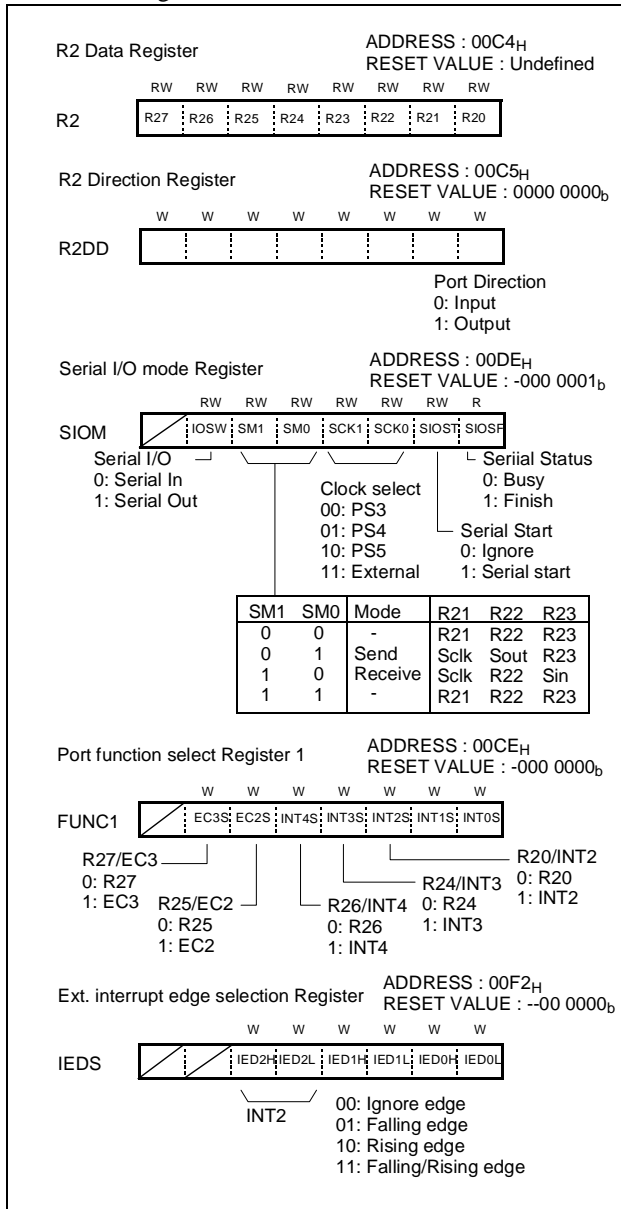 R2 Data Register
ADDRESS : 00C4H
RESET VALUE : Undefined
RW RW RW RW RW RW RW RW
R2 R27 R26 R25 R24 R23 R22 R21 R20
R2 Direction Register
ADDRESS : 00C5H
RESET VALUE : 0000 0000b
W W W W W W W W
R2DD
Port Direction
0: Input
1: Output
Serial I/O mode Register
ADDRESS : 00DEH
RESET VALUE : -000 0001b
RW RW RW RW RW RW R
SIOM IOSW SM1 SM0 SCK1 SCK0 SIOST SIOSF
Serial I/O
0: Serial In
1: Serial Out
Clock select
00: PS3
01: PS4
10: PS5
11: External
Seriial Status
0: Busy
1: Finish
Serial Start
0: Ignore
1: Serial start
SM1 SM0 Mode R21 R22 R23
0 0 - R21 R22 R23
0 1 Send Sclk Sout R23
1 0 Receive Sclk R22 Sin
1 1 - R21 R22 R23
Port function select Register 1
ADDRESS : 00CEH
RESET VALUE : -000 0000b
W W W W W W W
FUNC1 EC3S EC2S INT4S INT3S INT2S INT1S INT0S
R27/EC3
0: R27
1: EC3
R25/EC2
0: R25
1: EC2
R26/INT4
0: R26
1: INT4
R24/INT3
0: R24
1: INT3
R20/INT2
0: R20
1: INT2
Ext. interrupt edge selection Register
ADDRESS : 00F2H
RESET VALUE : --00 0000b
W W W W W W
IEDS IED2H IED2L IED1H IED1L IED0H IED0L
INT2
00: Ignore edge
01: Falling edge
10: Rising edge
11: Falling/Rising edge